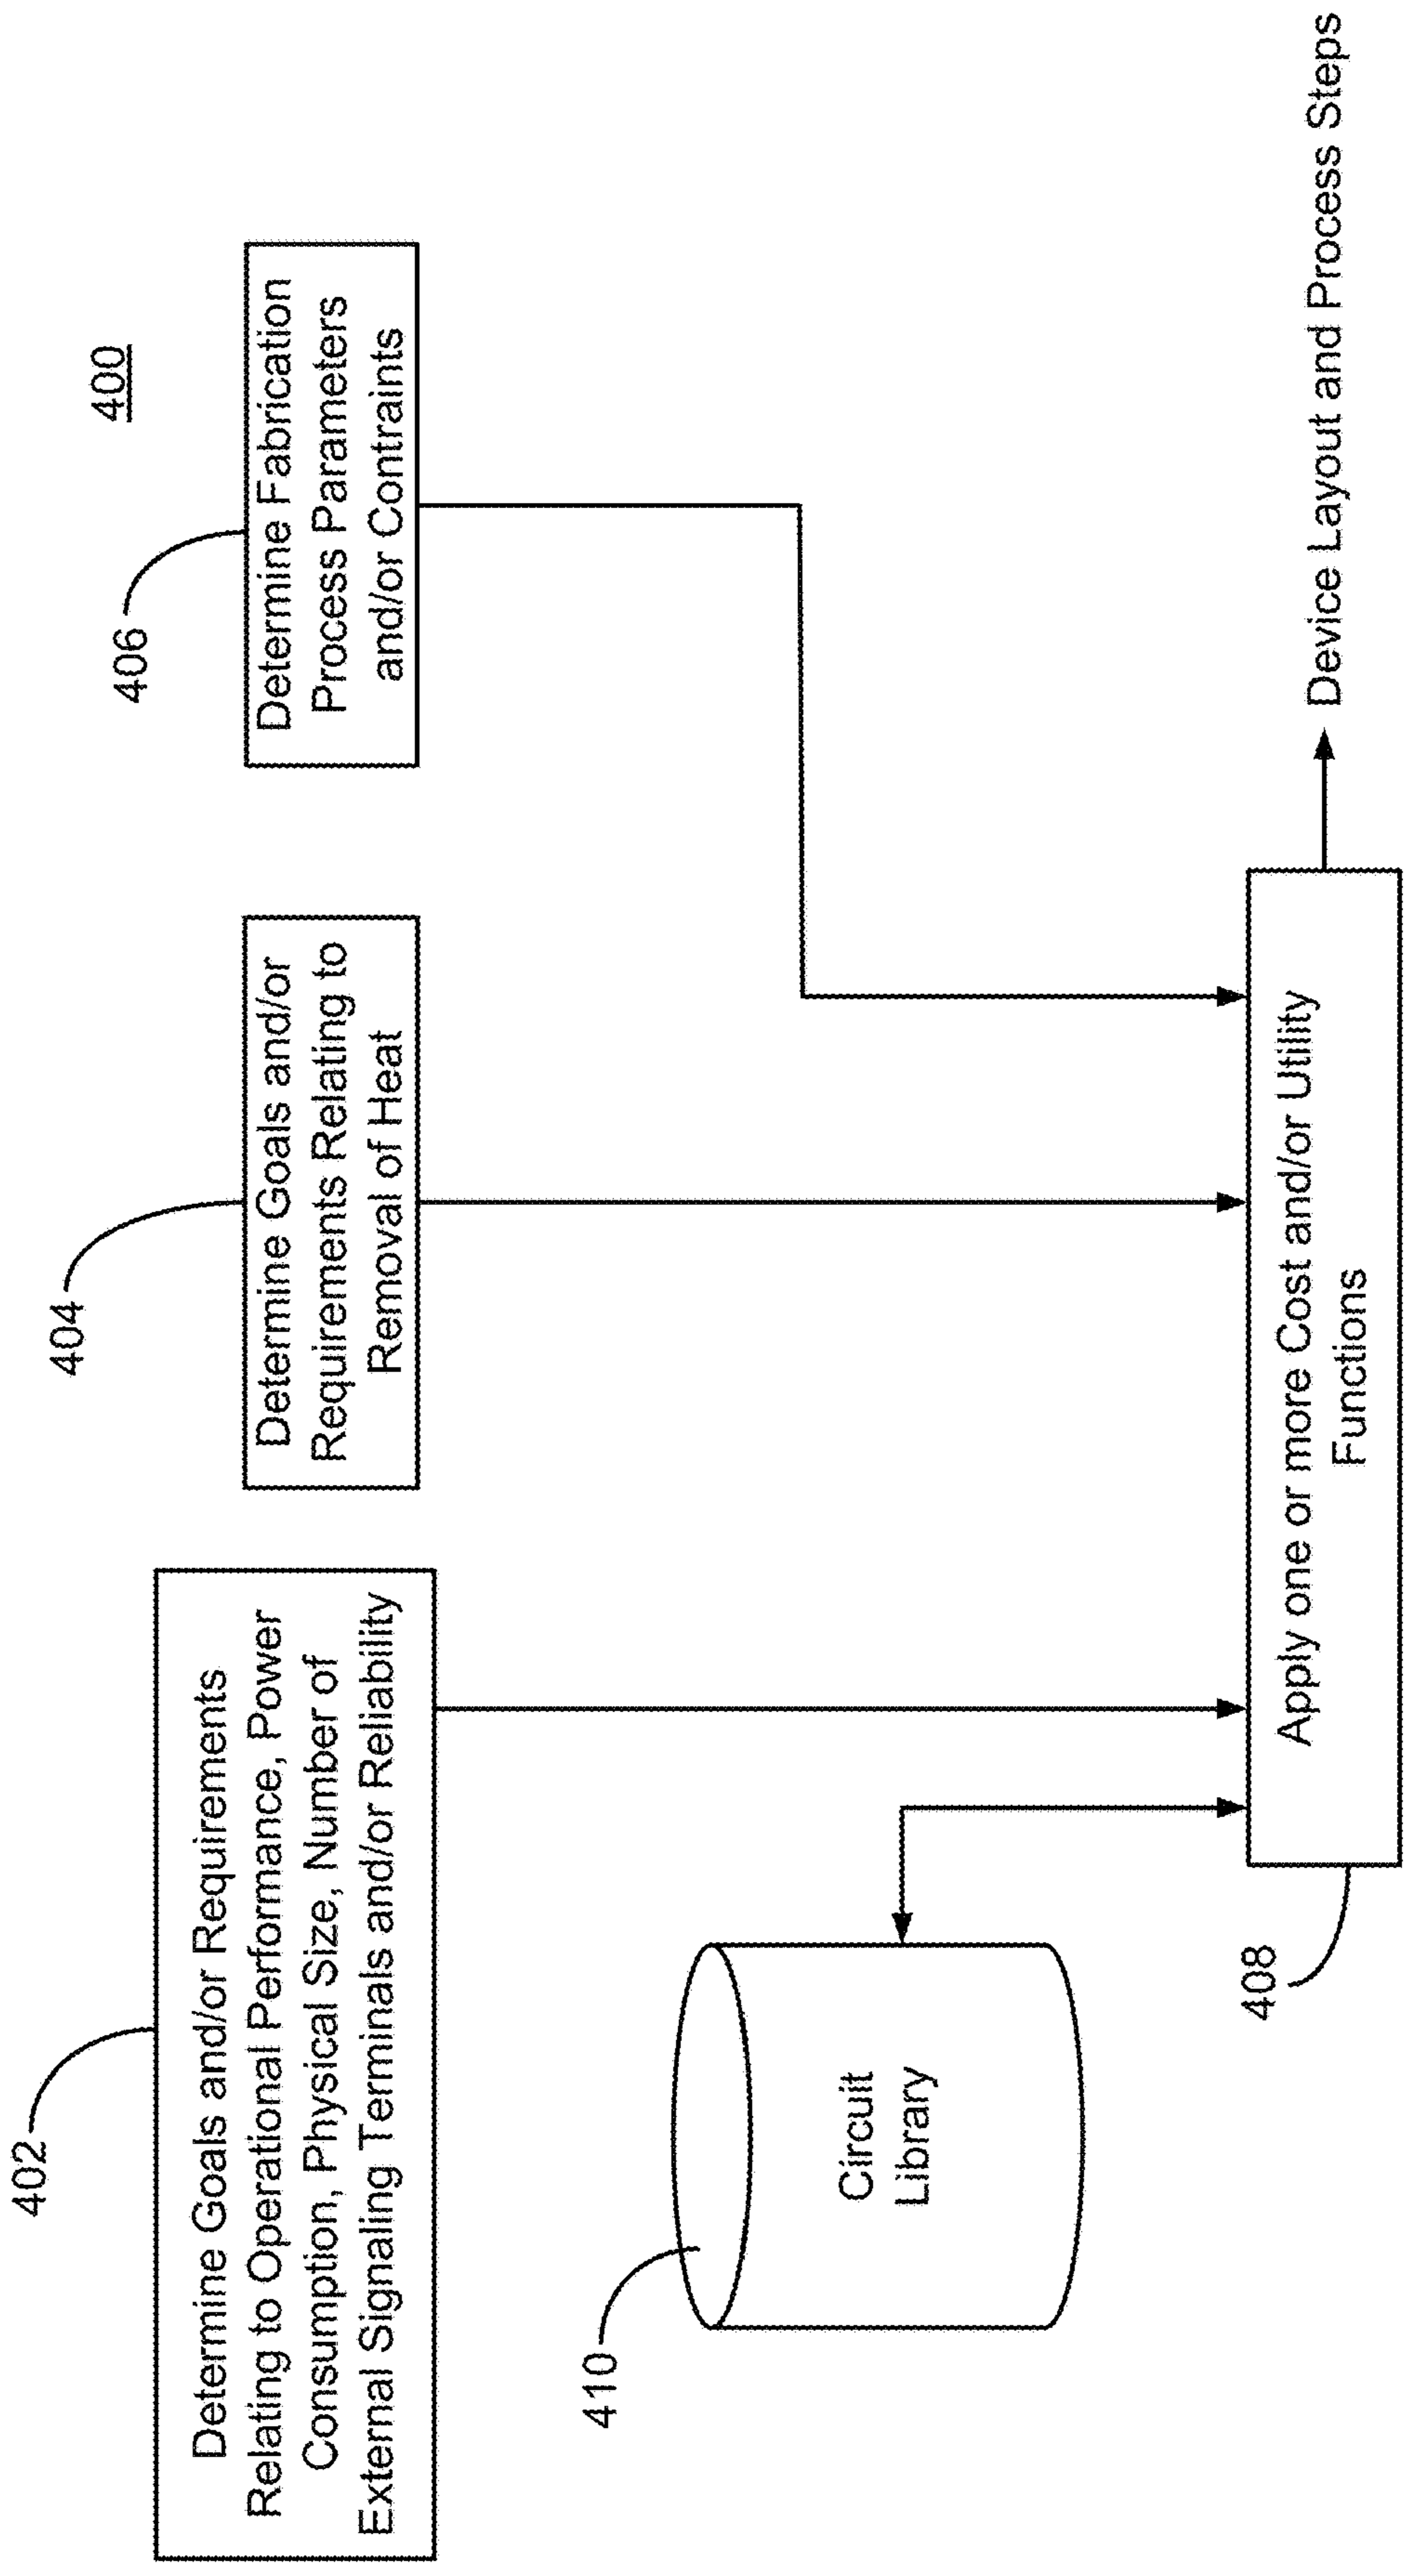 400
402
Determine Goals and/or Requirements
Relating to Operational Performance, Power
Consumption, Physical Size, Number of
External Signaling Terminals and/or Reliability
404
Determine Goals and/or
Requirements Relating to
Removal of Heat
406
Determine Fabrication
Process Parameters
and/or Contraints
410
Circuit
Library
408
Apply one or more Cost and/or Utility
Functions
Device Layout and Process Steps